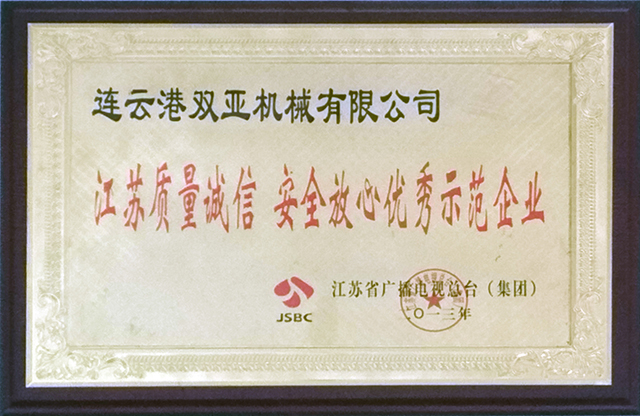 连云港双亚机械有限公司
江苏质量诚信 安全放心优秀示范企业
JSBC
江苏省广播电视总台（集团）
二〇一三年